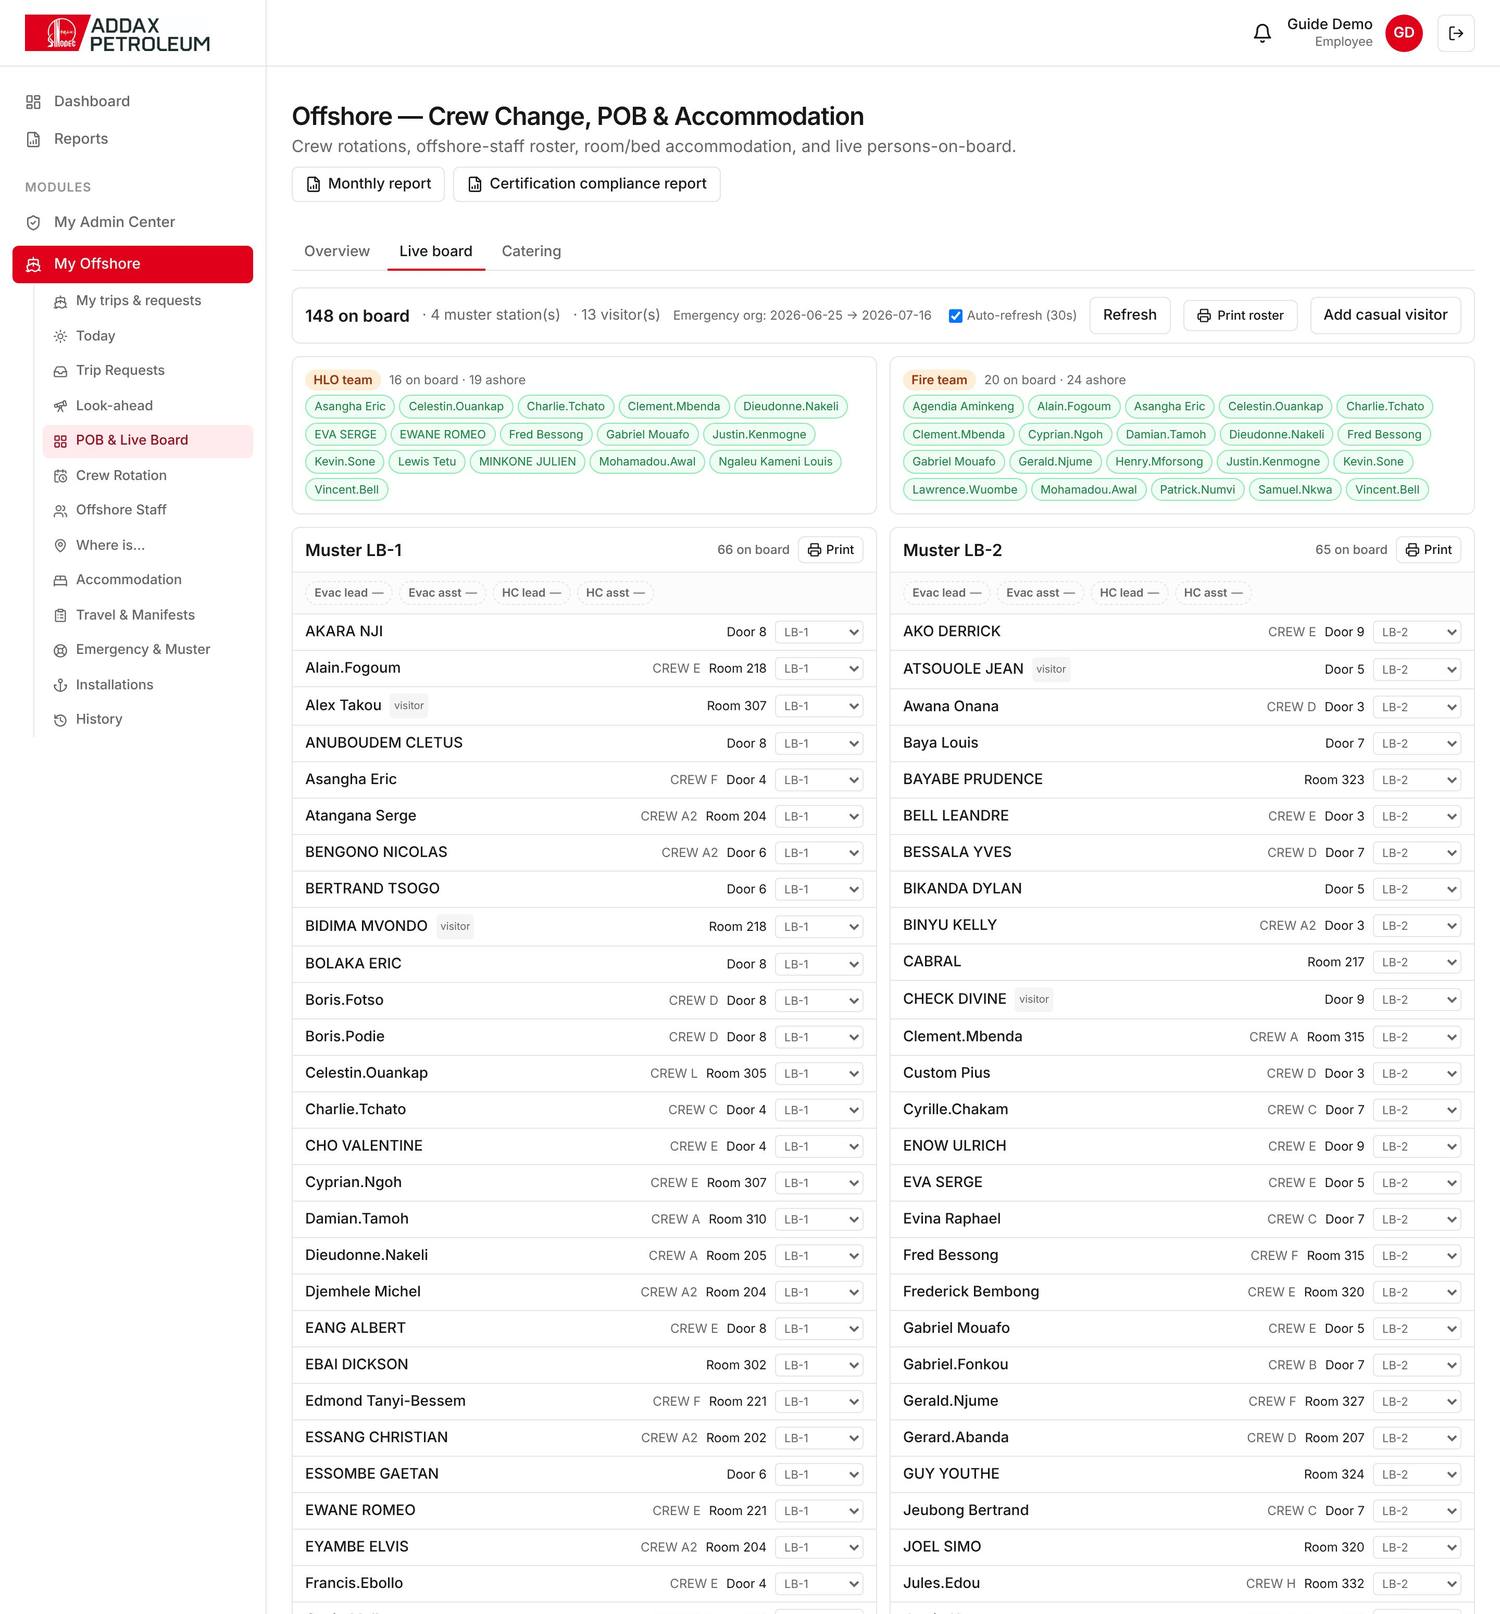 ADDAX
PETROLEUM
Guide Demo
Employee
GD
Dashboard
Reports
MODULES
My Admin Center
My Offshore
My trips & requests
Today
Trip Requests
Look-ahead
POB & Live Board
Crew Rotation
Offshore Staff
Where is...
Accommodation
Travel & Manifests
Emergency & Muster
Installations
History
Offshore — Crew Change, POB & Accommodation
Crew rotations, offshore-staff roster, room/bed accommodation, and live persons-on-board.
Monthly report Certification compliance report
Overview Live board Catering
148 on board · 4 muster station(s) · 13 visitor(s) Emergency org: 2026-06-25 → 2026-07-16 Auto-refresh (30s) Refresh Print roster Add casual visitor
HLO team 16 on board · 19 ashore
Asangha Eric Celestin.Ouankap Charlie.Tchato Clement.Mbenda Dieudonne.Nakeli
EVA SERGE EWANE ROMEO Fred Bessong Gabriel Mouafo Justin.Kenmogne
Kevin.Sone Lewis Tetu MINKONE JULIEN Mohamadou.Awal Ngaleu Kameni Louis
Vincent.Bell
Fire team 20 on board · 24 ashore
Agendia Aminkeng Alain.Fogoum Asangha Eric Celestin.Ouankap Charlie.Tchato
Clement.Mbenda Cyprian.Ngoh Damian.Tamoh Dieudonne.Nakeli Fred Bessong
Gabriel Mouafo Gerald.Njume Henry.Mforsong Justin.Kenmogne Kevin.Sone
Lawrence.Wuombe Mohamadou.Awal Patrick.Numvi Samuel.Nkwa Vincent.Bell
Muster LB-1 66 on board Print
Evac lead — Evac asst — HC lead — HC asst —
AKARA NJI Door 8 LB-1
Alain.Fogoum CREW E Room 218 LB-1
Alex Takou visitor Room 307 LB-1
ANUBOUDEM CLETUS Door 8 LB-1
Asangha Eric CREW F Door 4 LB-1
Atangana Serge CREW A2 Room 204 LB-1
BENGONO NICOLAS CREW A2 Door 6 LB-1
BERTRAND TSOGO Door 6 LB-1
BIDIMA MVONDO visitor Room 218 LB-1
BOLAKA ERIC Door 8 LB-1
Boris.Fotso CREW D Door 8 LB-1
Boris.Podie CREW D Door 8 LB-1
Celestin.Ouankap CREW L Room 305 LB-1
Charlie.Tchato CREW C Door 4 LB-1
CHO VALENTINE CREW E Door 4 LB-1
Cyprian.Ngoh CREW E Room 307 LB-1
Damian.Tamoh CREW A Room 310 LB-1
Dieudonne.Nakeli CREW A Room 205 LB-1
Djemhele Michel CREW A2 Room 204 LB-1
EANG ALBERT CREW E Door 8 LB-1
EBAI DICKSON Room 302 LB-1
Edmond Tanyi-Bessem CREW F Room 221 LB-1
ESSANG CHRISTIAN CREW A2 Room 202 LB-1
ESSOMBE GAETAN Door 6 LB-1
EWANE ROMEO CREW E Room 221 LB-1
EYAMBE ELVIS CREW A2 Room 204 LB-1
Francis.Ebollo CREW E Door 4 LB-1
Muster LB-2 65 on board Print
Evac lead — Evac asst — HC lead — HC asst —
AKO DERRICK CREW E Door 9 LB-2
ATSOUOLE JEAN visitor Door 5 LB-2
Awana Onana CREW D Door 3 LB-2
Baya Louis Door 7 LB-2
BAYABE PRUDENCE Room 323 LB-2
BELL LEANDRE CREW E Door 3 LB-2
BESSALA YVES CREW D Door 7 LB-2
BIKANDA DYLAN Door 5 LB-2
BINYU KELLY CREW A2 Door 3 LB-2
CABRAL Room 217 LB-2
CHECK DIVINE visitor Door 9 LB-2
Clement.Mbenda CREW A Room 315 LB-2
Custom Pius CREW D Door 3 LB-2
Cyrille.Chakam CREW C Door 7 LB-2
ENOW ULRICH CREW E Door 9 LB-2
EVA SERGE CREW E Door 5 LB-2
Evina Raphael CREW C Door 7 LB-2
Fred Bessong CREW F Room 315 LB-2
Frederick Bembong CREW E Room 320 LB-2
Gabriel Mouafo CREW E Door 5 LB-2
Gabriel.Fonkou CREW B Door 7 LB-2
Gerald.Njume CREW F Room 327 LB-2
Gerard.Abanda CREW D Room 207 LB-2
GUY YOUTHE Room 324 LB-2
Jeubong Bertrand CREW C Door 7 LB-2
JOEL SIMO Room 320 LB-2
Jules.Edou CREW H Room 332 LB-2